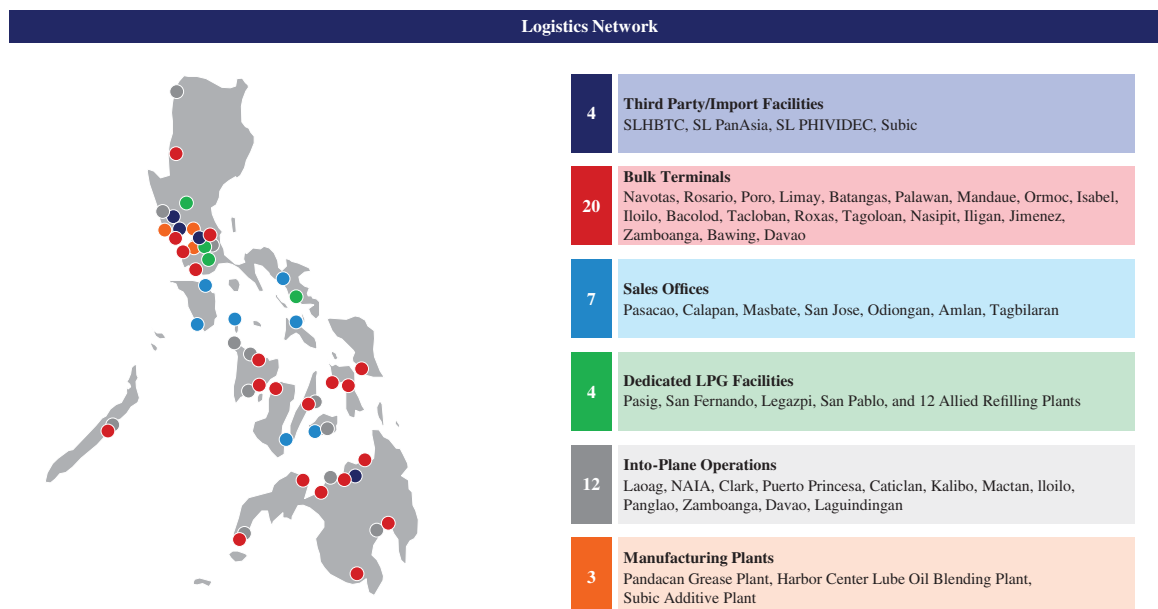 Logistics Network
4
Third Party/Import Facilities
SLHBTC, SL PanAsia, SL PHIVIDEC, Subic
20
Bulk Terminals
Navotas, Rosario, Poro, Limay, Batangas, Palawan, Mandaue, Ormoc, Isabel,
Iloilo, Bacolod, Tacloban, Roxas, Tagoloan, Nasipit, Iligan, Jimenez,
Zamboanga, Bawing, Davao
7
Sales Offices
Pasacao, Calapan, Masbate, San Jose, Odiongan, Amlan, Tagbilaran
4
Dedicated LPG Facilities
Pasig, San Fernando, Legazpi, San Pablo, and 12 Allied Refilling Plants
12
Into-Plane Operations
Laoag, NAIA, Clark, Puerto Princesa, Caticlan, Kalibo, Mactan, Iloilo,
Panglao, Zamboanga, Davao, Laguindingan
3
Manufacturing Plants
Pandacan Grease Plant, Harbor Center Lube Oil Blending Plant,
Subic Additive Plant